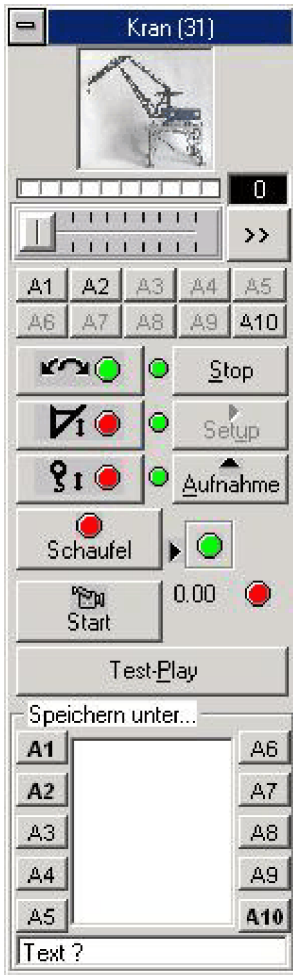 Kran (31)
0
>>
A1 A2 A3 A4 A5
A6 A7 A8 A9 A10
Stop
Setup
Aufnahme
Schaufel
0.00
Start
Test-Play
Speichern unter...
A1 A6
A2 A7
A3 A8
A4 A9
A5 A10
Text ?